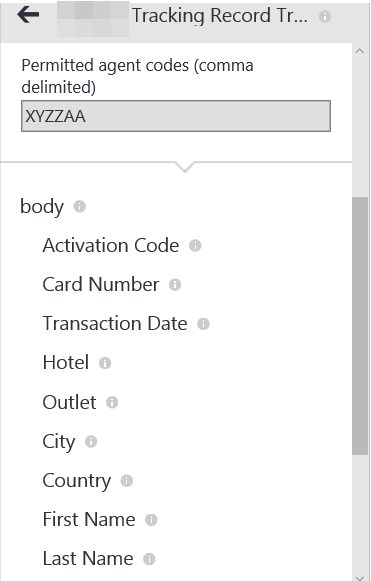 Tracking Record Tr...
Permitted agent codes (comma
delimited)
XYZZAA
body
Activation Code
Card Number
Transaction Date
Hotel
Outlet
City
Country
First Name
Last Name